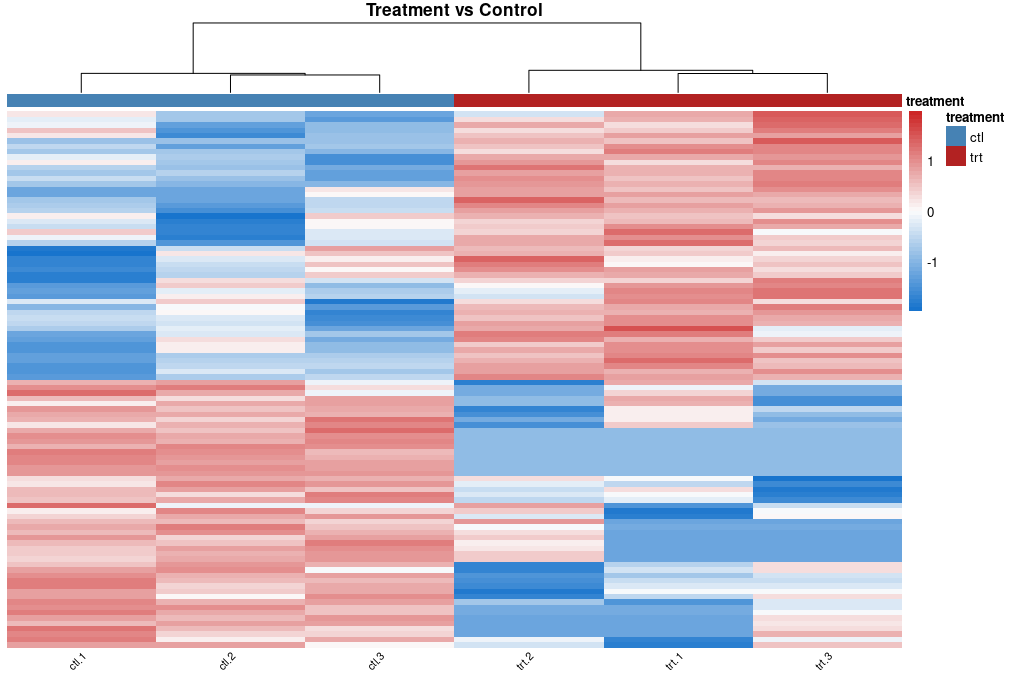 Treatment vs Control
treatment
treatment
ctl
trt
1
0
-1
ctl.1
ctl.2
ctl.3
trt.2
trt.1
trt.3